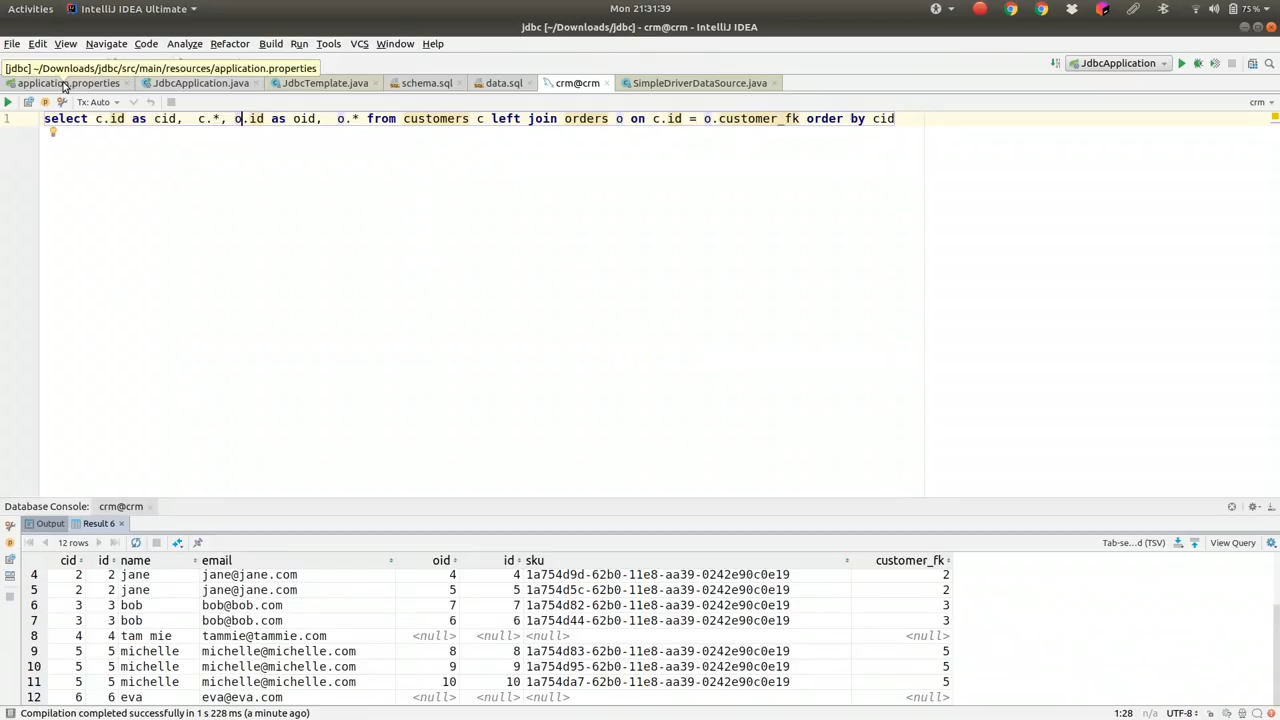 Activities IntelliJ IDEA Ultimate Mon 21:31:39 75 %
jdbc [~/Downloads/jdbc] - crm@crm - IntelliJ IDEA
File Edit View Navigate Code Analyze Refactor Build Run Tools VCS Window Help
[jdbc] ~/Downloads/jdbc/src/main/resources/application.properties
JdbcApplication
application.properties JdbcApplication.java JdbcTemplate.java schema.sql data.sql crm@crm SimpleDriverDataSource.java
Tx: Auto crm
1 select c.id as cid, c.*, o.id as oid, o.* from customers c left join orders o on c.id = o.customer_fk order by cid
Database Console: crm@crm
Output Result 6
12 rows Tab-se...d (TSV) View Query
cid id name email oid id sku customer_fk
4 2 2 jane jane@jane.com 4 4 1a754d9d-62b0-11e8-aa39-0242e90c0e19 2
5 2 2 jane jane@jane.com 5 5 1a754d5c-62b0-11e8-aa39-0242e90c0e19 2
6 3 3 bob bob@bob.com 7 7 1a754d82-62b0-11e8-aa39-0242e90c0e19 3
7 3 3 bob bob@bob.com 6 6 1a754d44-62b0-11e8-aa39-0242e90c0e19 3
8 4 4 tam mie tammie@tammie.com <null> <null> <null> <null>
9 5 5 michelle michelle@michelle.com 8 8 1a754d83-62b0-11e8-aa39-0242e90c0e19 5
10 5 5 michelle michelle@michelle.com 9 9 1a754d95-62b0-11e8-aa39-0242e90c0e19 5
11 5 5 michelle michelle@michelle.com 10 10 1a754da7-62b0-11e8-aa39-0242e90c0e19 5
12 6 6 eva eva@eva.com <null> <null> <null> <null>
Compilation completed successfully in 1 s 228 ms (a minute ago) 1:28 n/a UTF-8